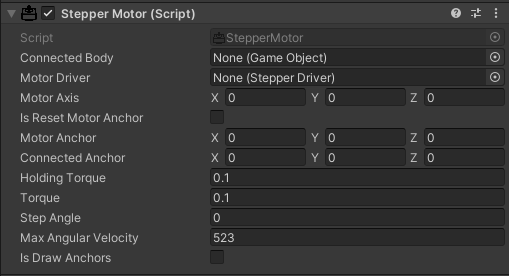 Stepper Motor (Script)
Script StepperMotor
Connected Body None (Game Object)
Motor Driver None (Stepper Driver)
Motor Axis X 0 Y 0 Z 0
Is Reset Motor Anchor
Motor Anchor X 0 Y 0 Z 0
Connected Anchor X 0 Y 0 Z 0
Holding Torque 0.1
Torque 0.1
Step Angle 0
Max Angular Velocity 523
Is Draw Anchors